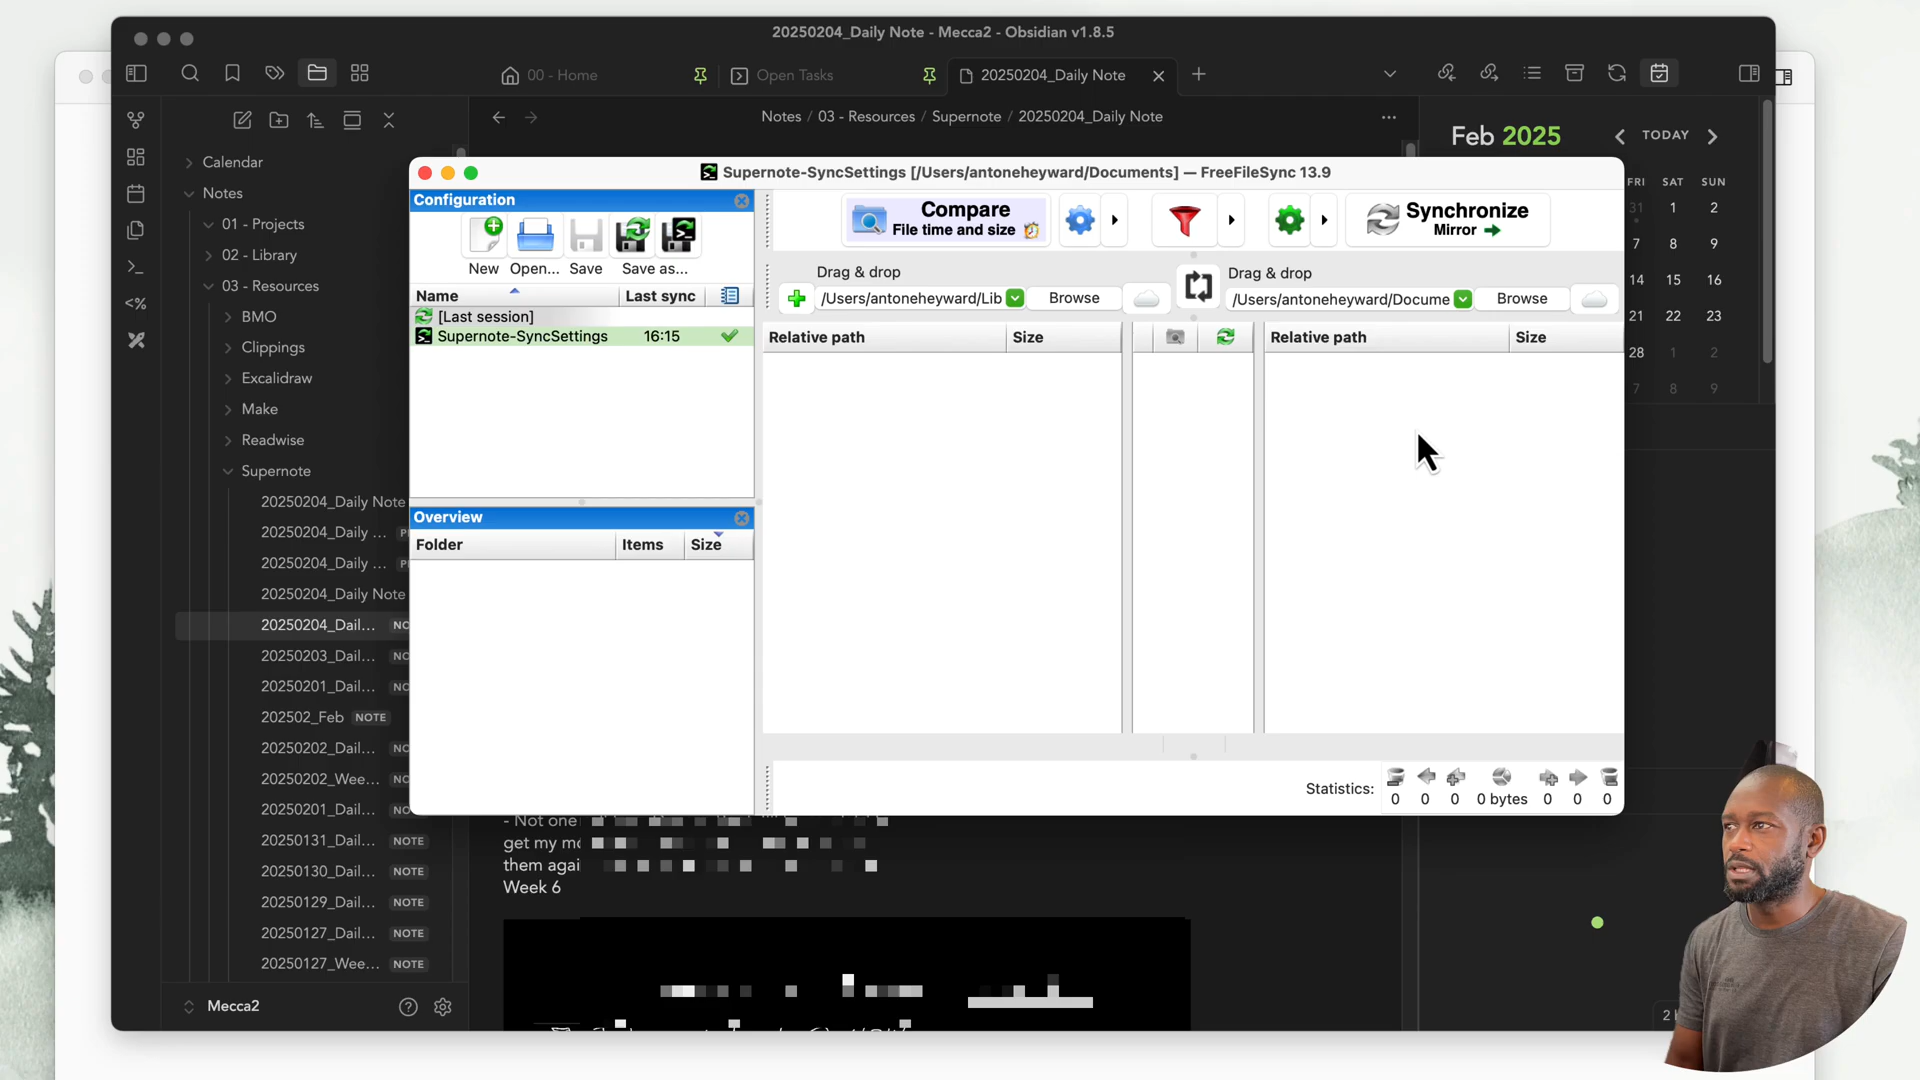 20250204_Daily Note - Mecca2 - Obsidian v1.8.5
00 - Home
Open Tasks
20250204_Daily Note
Notes / 03 - Resources / Supernote / 20250204_Daily Note
Feb 2025
TODAY
FRI SAT SUN
31 1 2
7 8 9
14 15 16
21 22 23
28 1 2
7 8 9
Calendar
Notes
01 - Projects
02 - Library
03 - Resources
BMO
Clippings
Excalidraw
Make
Readwise
Supernote
20250204_Daily Note
20250204_Daily ...
20250204_Daily ...
20250204_Daily Note
20250204_Dail... NO
20250203_Dail... NO
20250201_Dail... NO
202502_Feb NOTE
20250202_Dail... NO
20250202_Wee... NO
20250201_Dail... NO
20250131_Dail... NOTE
20250130_Dail... NOTE
20250129_Dail... NOTE
20250127_Dail... NOTE
20250127_Wee... NOTE
Mecca2
Supernote-SyncSettings [/Users/antoneheyward/Documents] — FreeFileSync 13.9
Configuration
New Open... Save Save as...
Name Last sync
[Last session]
Supernote-SyncSettings 16:15
Overview
Folder Items Size
Compare
File time and size
Synchronize
Mirror
Drag & drop
/Users/antoneheyward/Lib Browse
Drag & drop
/Users/antoneheyward/Docume Browse
Relative path Size
Relative path Size
Statistics: 0 0 0 0 bytes 0 0 0
- Not one
get my mo
them agai
Week 6